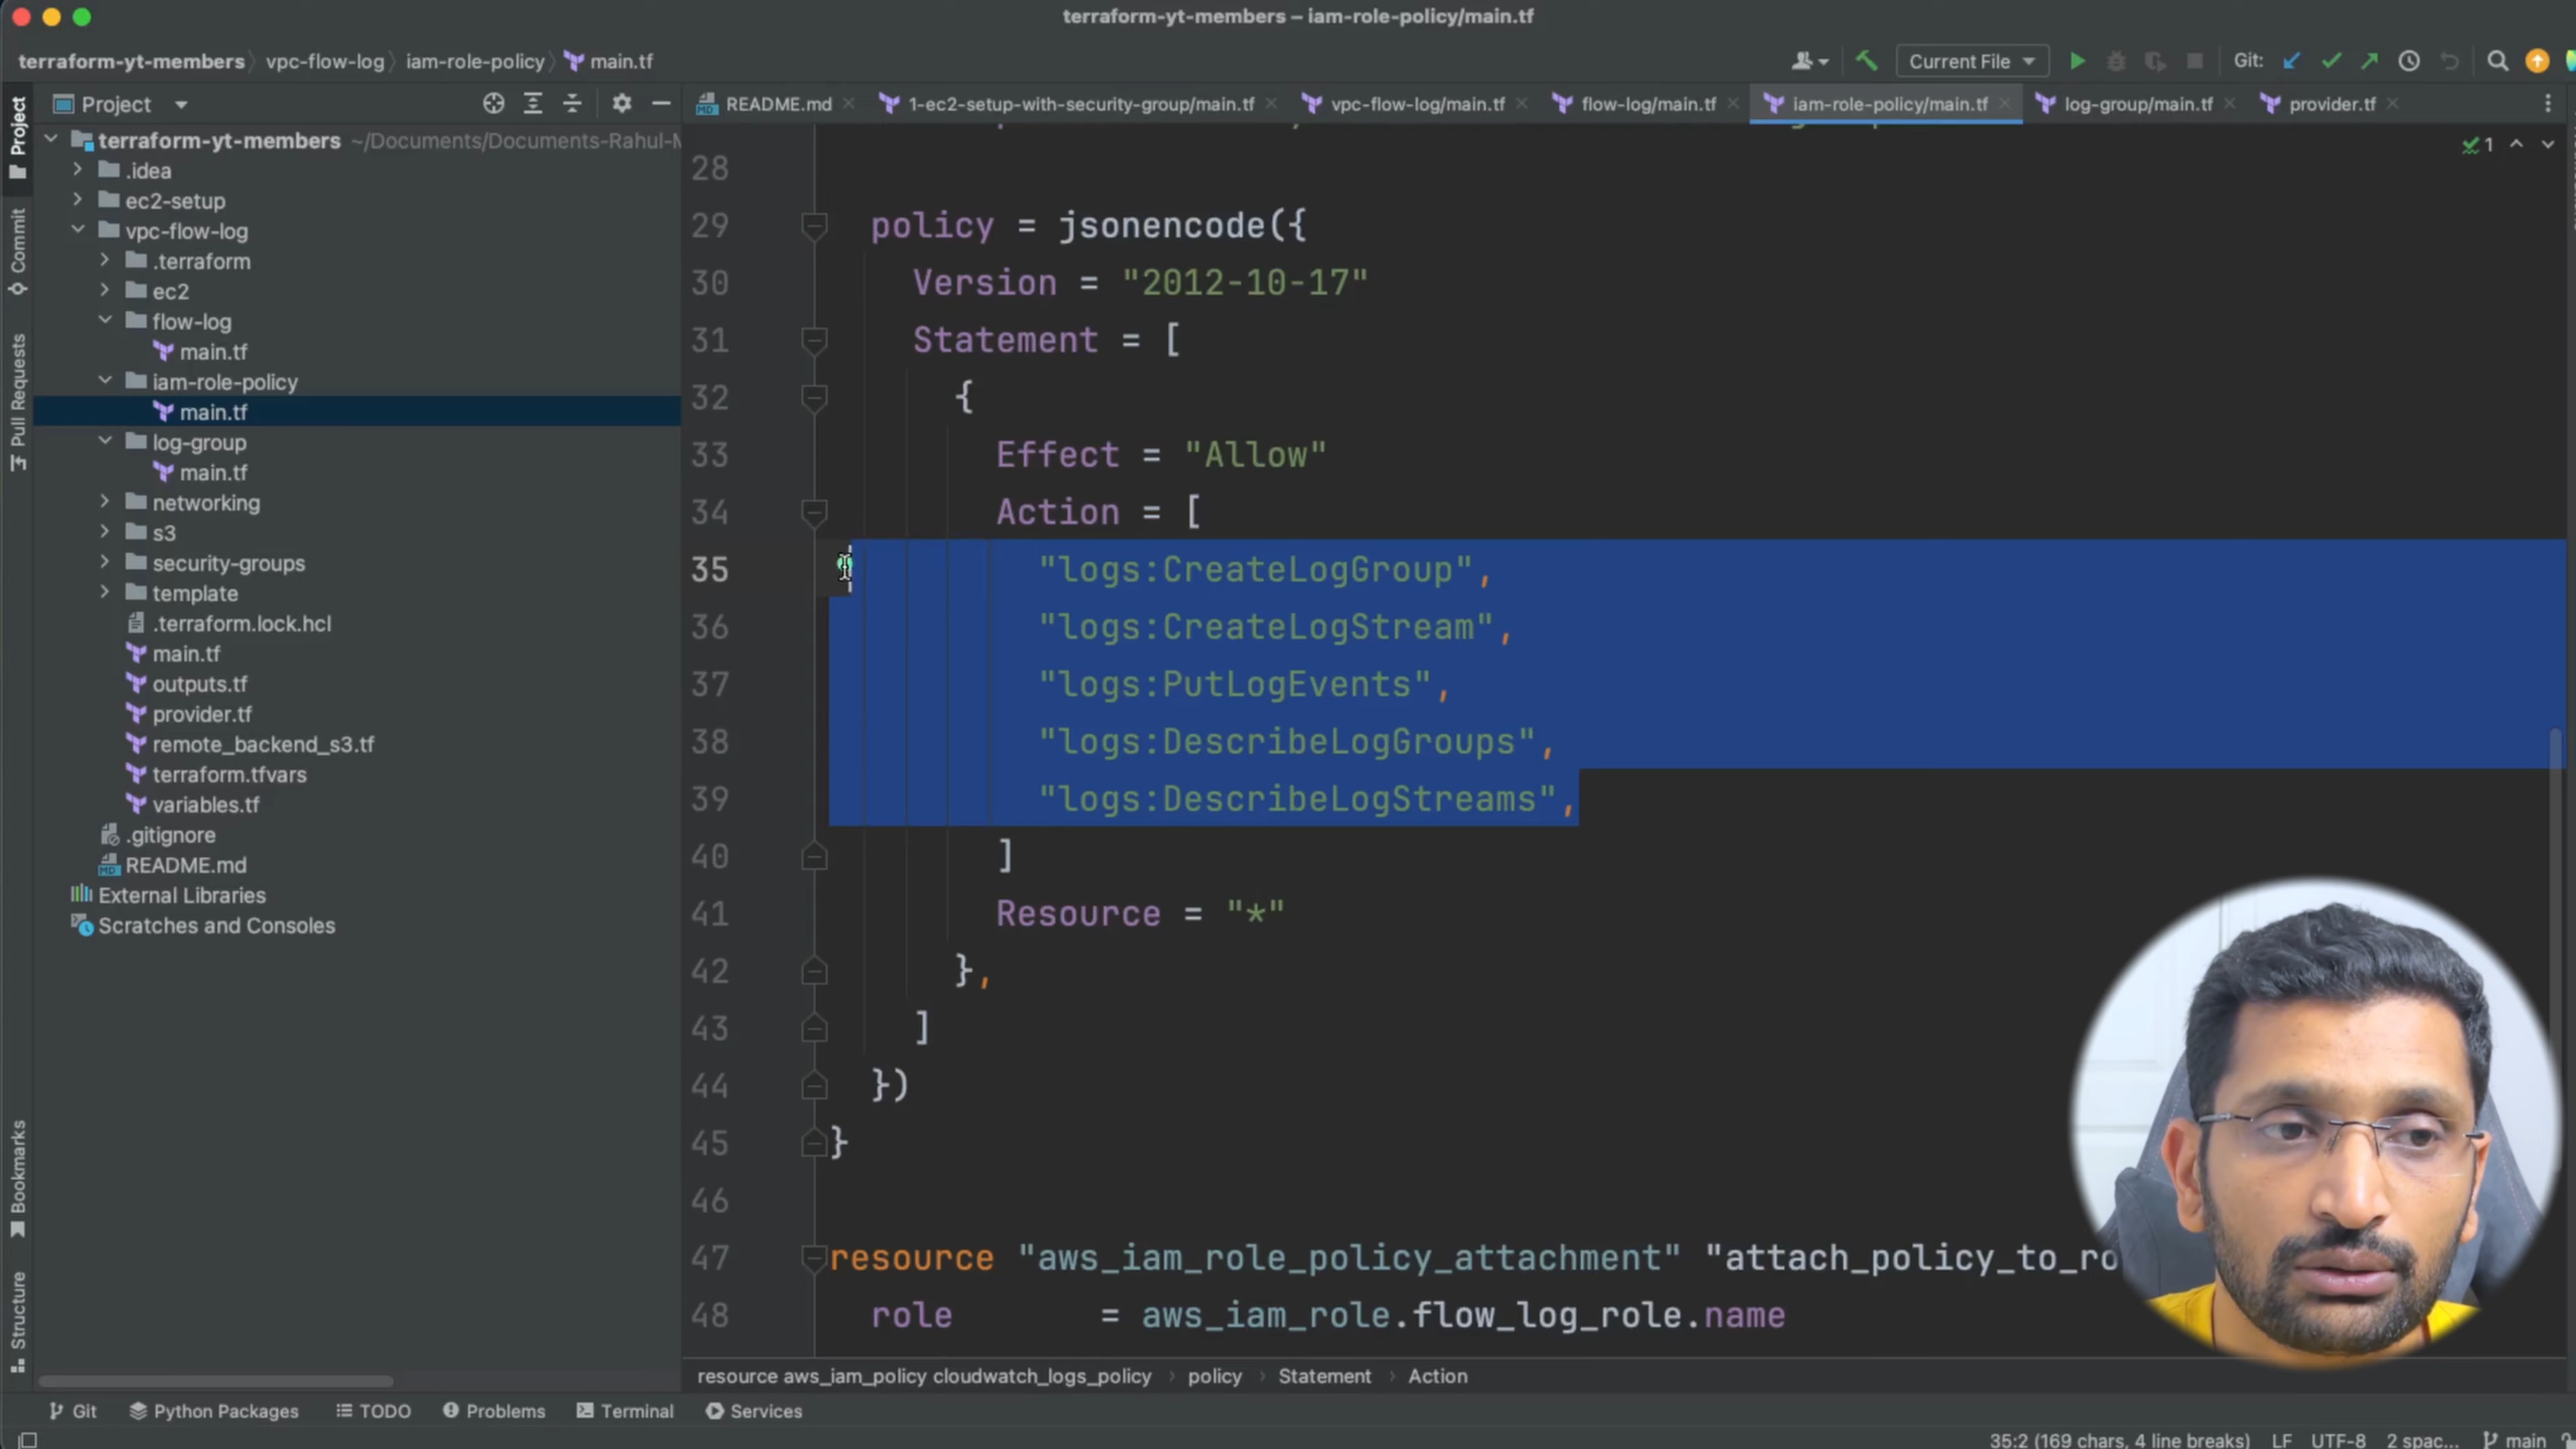 terraform-yt-members – iam-role-policy/main.tf
terraform-yt-members vpc-flow-log iam-role-policy main.tf
Current File
Git:
Project
README.md
1-ec2-setup-with-security-group/main.tf
vpc-flow-log/main.tf
flow-log/main.tf
iam-role-policy/main.tf
log-group/main.tf
provider.tf
Project
Commit
Pull Requests
Bookmarks
Structure
terraform-yt-members ~/Documents/Documents-Rahul-M
.idea
ec2-setup
vpc-flow-log
.terraform
ec2
flow-log
main.tf
iam-role-policy
main.tf
log-group
main.tf
networking
s3
security-groups
template
.terraform.lock.hcl
main.tf
outputs.tf
provider.tf
remote_backend_s3.tf
terraform.tfvars
variables.tf
.gitignore
README.md
External Libraries
Scratches and Consoles
1
28
29 policy = jsonencode({
30 Version = "2012-10-17"
31 Statement = [
32 {
33 Effect = "Allow"
34 Action = [
35 "logs:CreateLogGroup",
36 "logs:CreateLogStream",
37 "logs:PutLogEvents",
38 "logs:DescribeLogGroups",
39 "logs:DescribeLogStreams",
40 ]
41 Resource = "*"
42 },
43 ]
44 })
45 }
46
47 resource "aws_iam_role_policy_attachment" "attach_policy_to_ro
48 role = aws_iam_role.flow_log_role.name
resource aws_iam_policy cloudwatch_logs_policy policy Statement Action
Git Python Packages TODO Problems Terminal Services
35:2 (169 chars, 4 line breaks) LF UTF-8 2 spac... main